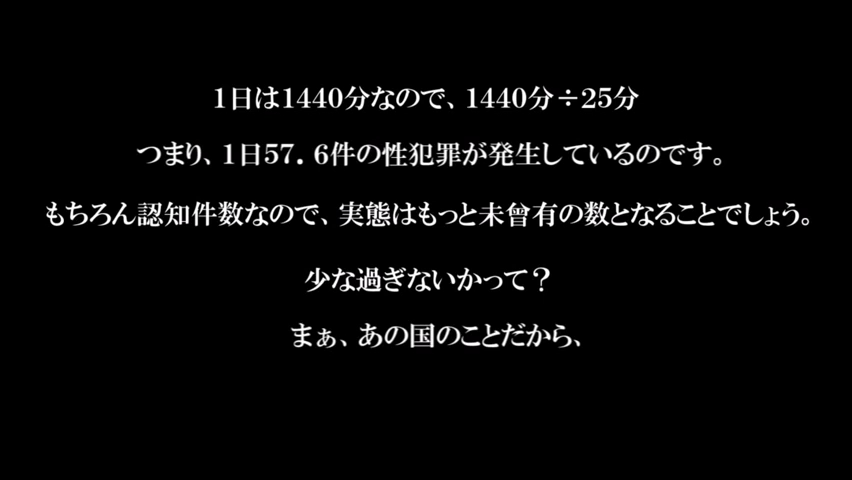 1日は1440分なので、1440分÷25分
つまり、1日57．6件の性犯罪が発生しているのです。
もちろん認知件数なので、実態はもっと未曾有の数となることでしょう。
少な過ぎないかって？
まぁ、あの国のことだから、